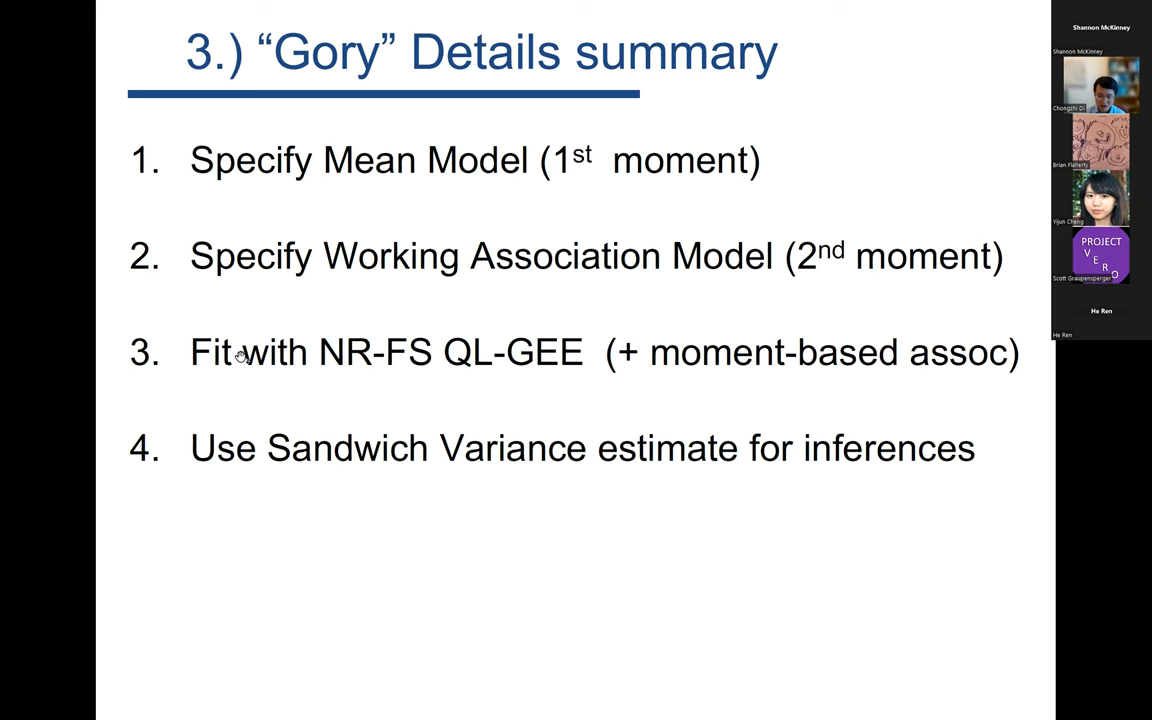 3.) “Gory” Details summary
1. Specify Mean Model (1st moment)
2. Specify Working Association Model (2nd moment)
3. Fit with NR-FS QL-GEE (+ moment-based assoc)
4. Use Sandwich Variance estimate for inferences
Shannon McKinney
Shannon McKinney
Chongzhi Di
Brian Flaherty
Yijun Cheng
PROJECT
V
E
R
O
Scott Graupensperger
He Ren
He Ren